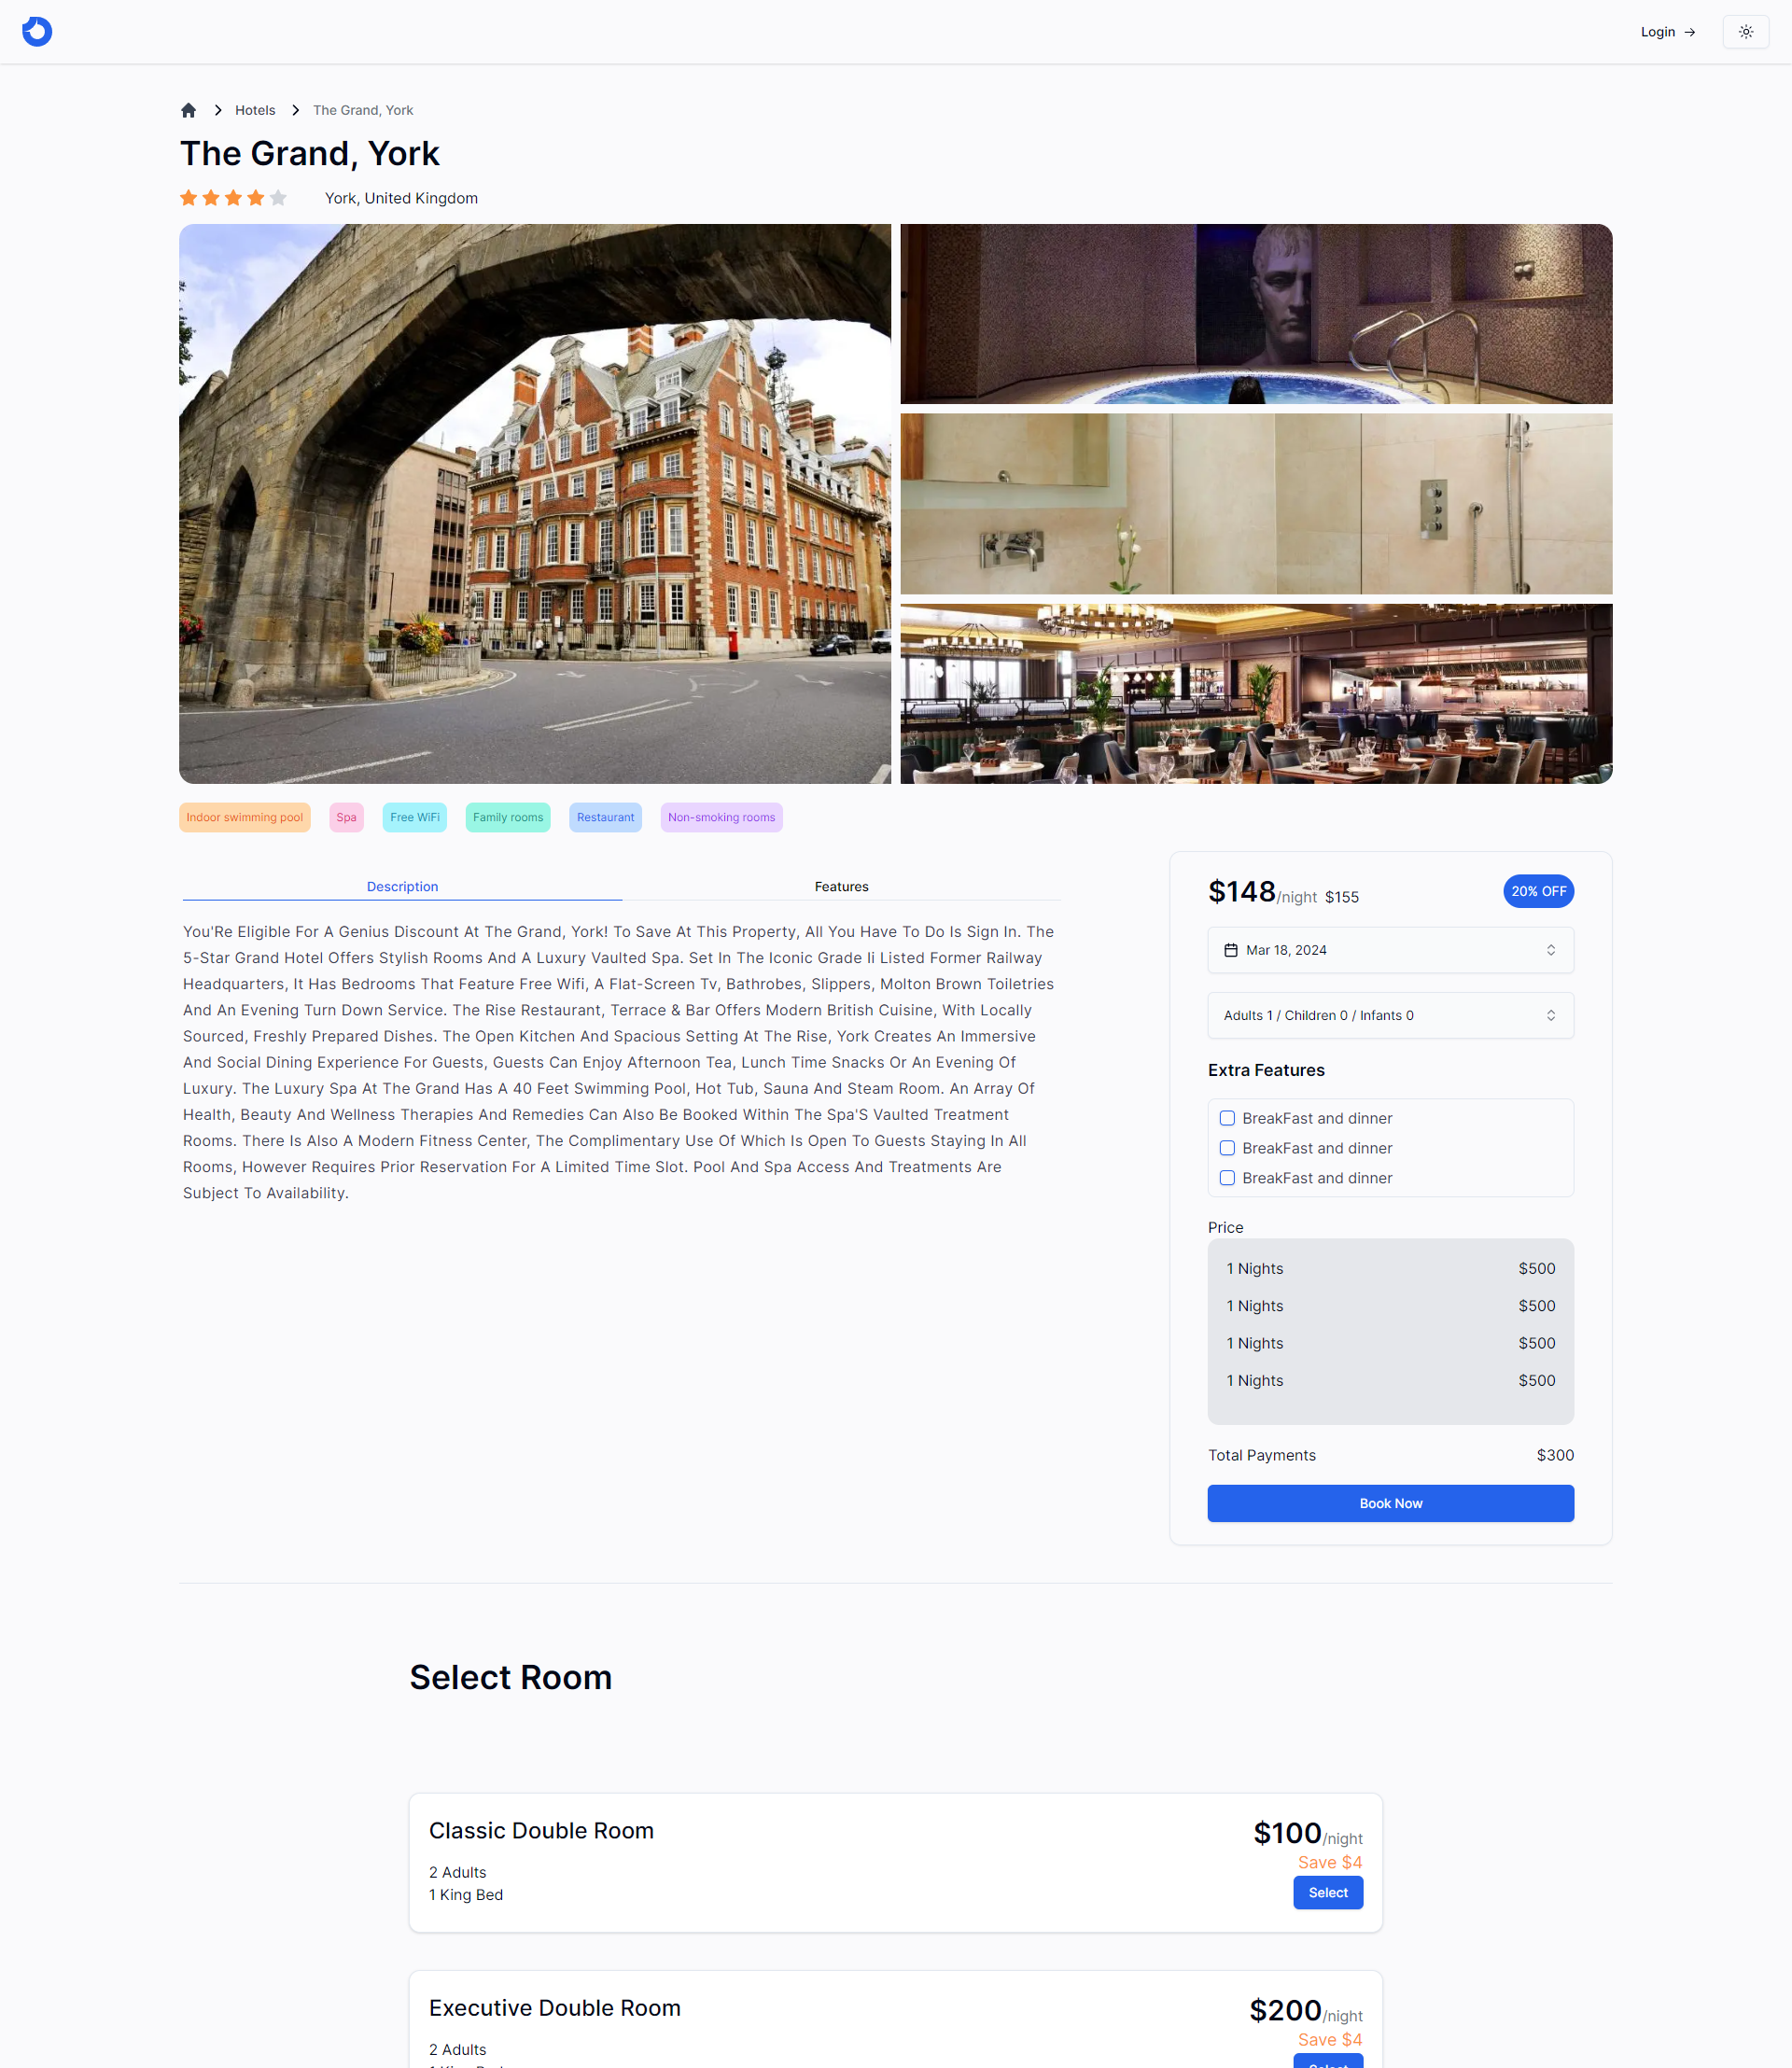 Login
Hotels
The Grand, York
The Grand, York
York, United Kingdom
Indoor swimming pool
Spa
Free WiFi
Family rooms
Restaurant
Non-smoking rooms
Description
Features
You'Re Eligible For A Genius Discount At The Grand, York! To Save At This Property, All You Have To Do Is Sign In. The
5-Star Grand Hotel Offers Stylish Rooms And A Luxury Vaulted Spa. Set In The Iconic Grade Ii Listed Former Railway
Headquarters, It Has Bedrooms That Feature Free Wifi, A Flat-Screen Tv, Bathrobes, Slippers, Molton Brown Toiletries
And An Evening Turn Down Service. The Rise Restaurant, Terrace & Bar Offers Modern British Cuisine, With Locally
Sourced, Freshly Prepared Dishes. The Open Kitchen And Spacious Setting At The Rise, York Creates An Immersive
And Social Dining Experience For Guests, Guests Can Enjoy Afternoon Tea, Lunch Time Snacks Or An Evening Of
Luxury. The Luxury Spa At The Grand Has A 40 Feet Swimming Pool, Hot Tub, Sauna And Steam Room. An Array Of
Health, Beauty And Wellness Therapies And Remedies Can Also Be Booked Within The Spa'S Vaulted Treatment
Rooms. There Is Also A Modern Fitness Center, The Complimentary Use Of Which Is Open To Guests Staying In All
Rooms, However Requires Prior Reservation For A Limited Time Slot. Pool And Spa Access And Treatments Are
Subject To Availability.
$148/night $155
20% OFF
Mar 18, 2024
Adults 1 / Children 0 / Infants 0
Extra Features
BreakFast and dinner
BreakFast and dinner
BreakFast and dinner
Price
1 Nights $500
1 Nights $500
1 Nights $500
1 Nights $500
Total Payments $300
Book Now
Select Room
Classic Double Room
2 Adults
1 King Bed
$100/night
Save $4
Select
Executive Double Room
2 Adults
1 King Bed
$200/night
Save $4
Select